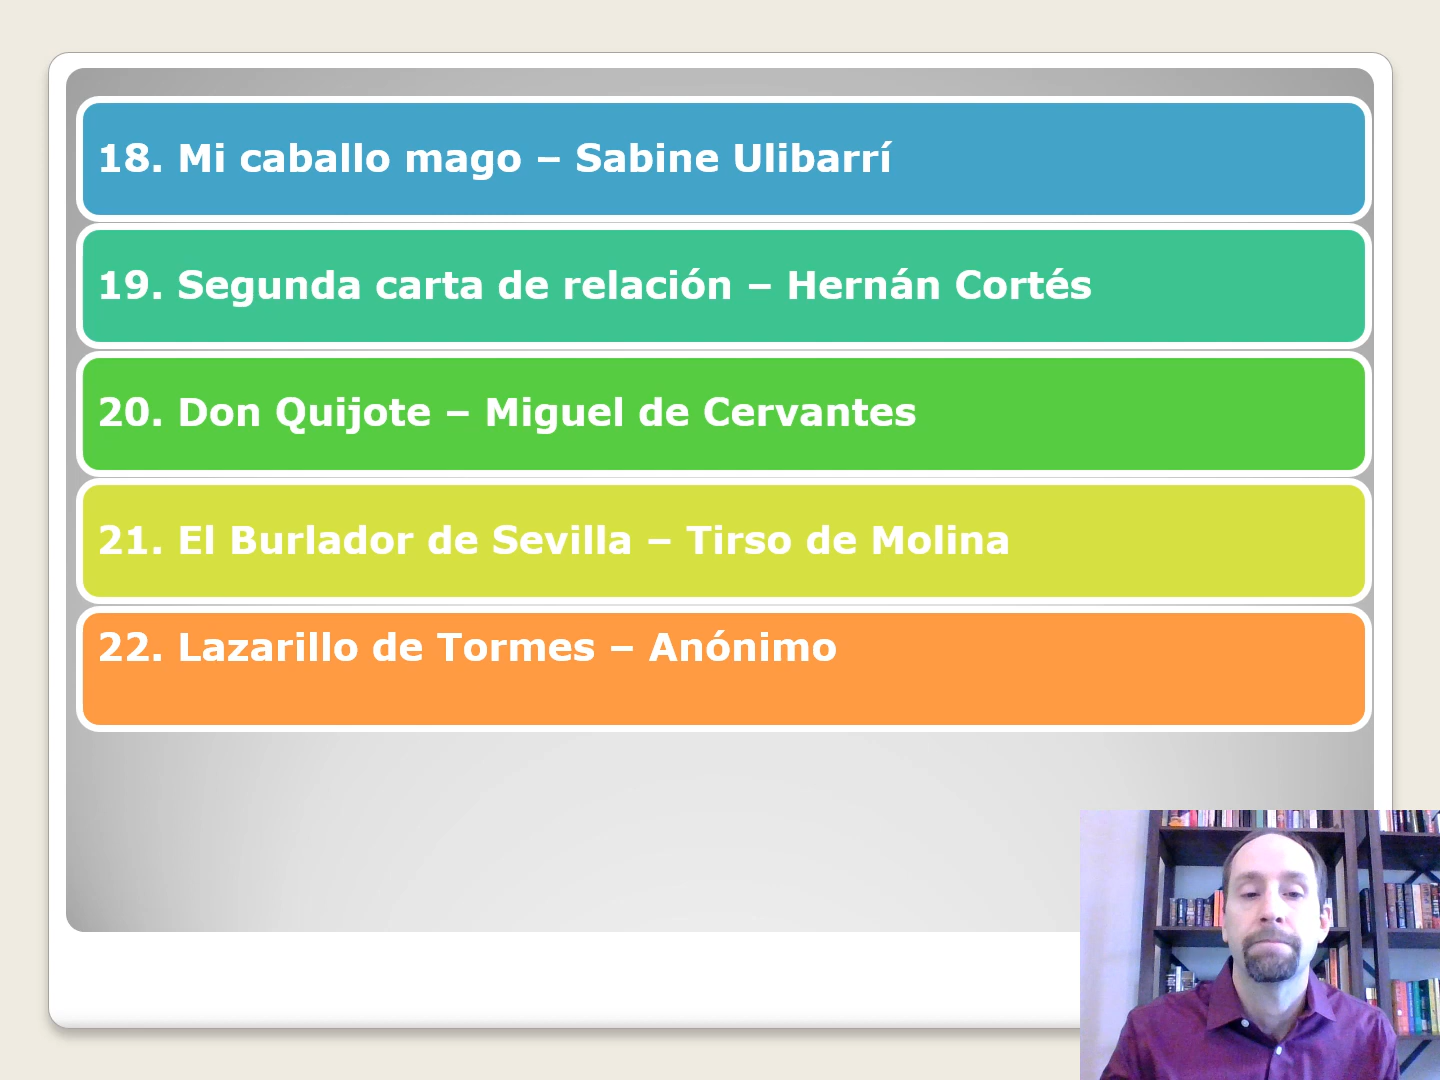 18. Mi caballo mago – Sabine Ulibarrí
19. Segunda carta de relación – Hernán Cortés
20. Don Quijote – Miguel de Cervantes
21. El Burlador de Sevilla – Tirso de Molina
22. Lazarillo de Tormes – Anónimo